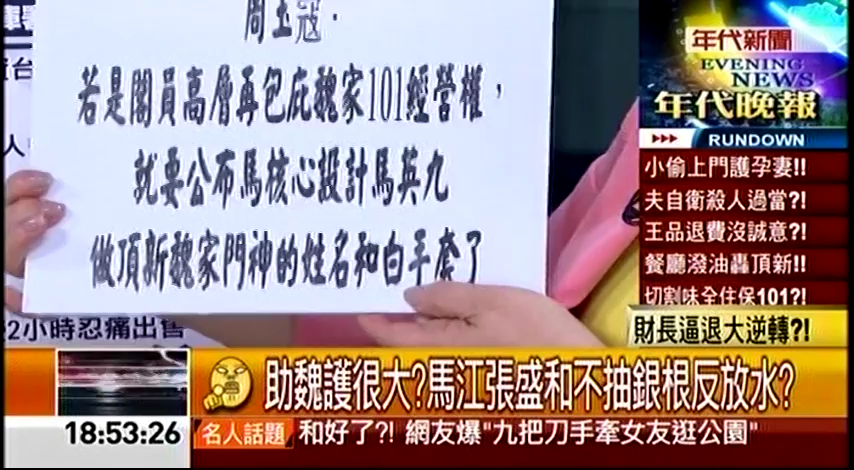 周玉冠．
若是閣員高層再包庇魏家101經營權，
就要公布馬核心設計馬英九
做頂新魏家門神的姓名和白手套了
年代新聞
EVENING
NEWS
年代晚報
RUNDOWN
小偷上門護孕妻!!
夫自衛殺人過當?!
王品退費沒誠意?!
餐廳潑油轟頂新!!
切割味全住保101?!
財長逼退大逆轉?!
2小時忍痛出售
助魏護很大?馬江張盛和不抽銀根反放水?
18:53:26
名人話題
和好了?! 網友爆"九把刀手牽女友逛公園"